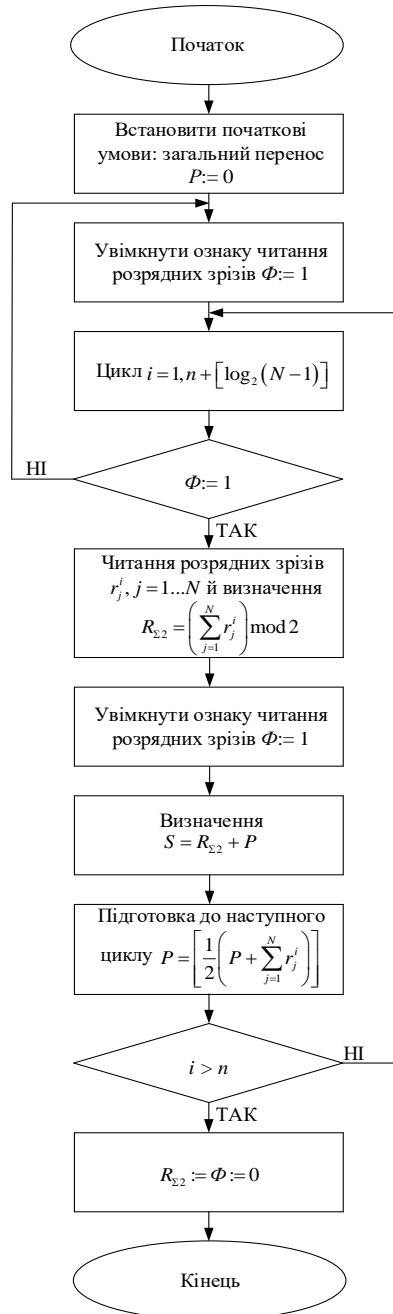 Початок
Встановити початкові
умови: загальний перенос
P:= 0
Увімкнути ознаку читання
розрядних зрізів Φ:= 1
Цикл i = 1, n + [log₂(N − 1)]
Φ:= 1
НІ
ТАК
Читання розрядних зрізів
r_j^i, j = 1...N й визначення
R_Σ2 = (∑_{j=1}^{N} r_j^i) mod 2
Увімкнути ознаку читання
розрядних зрізів Φ:= 1
Визначення
S = R_Σ2 + P
Підготовка до наступного
циклу P = [1/2 (P + ∑_{j=1}^{N} r_j^i)]
i > n
НІ
ТАК
R_Σ2 := Φ := 0
Кінець